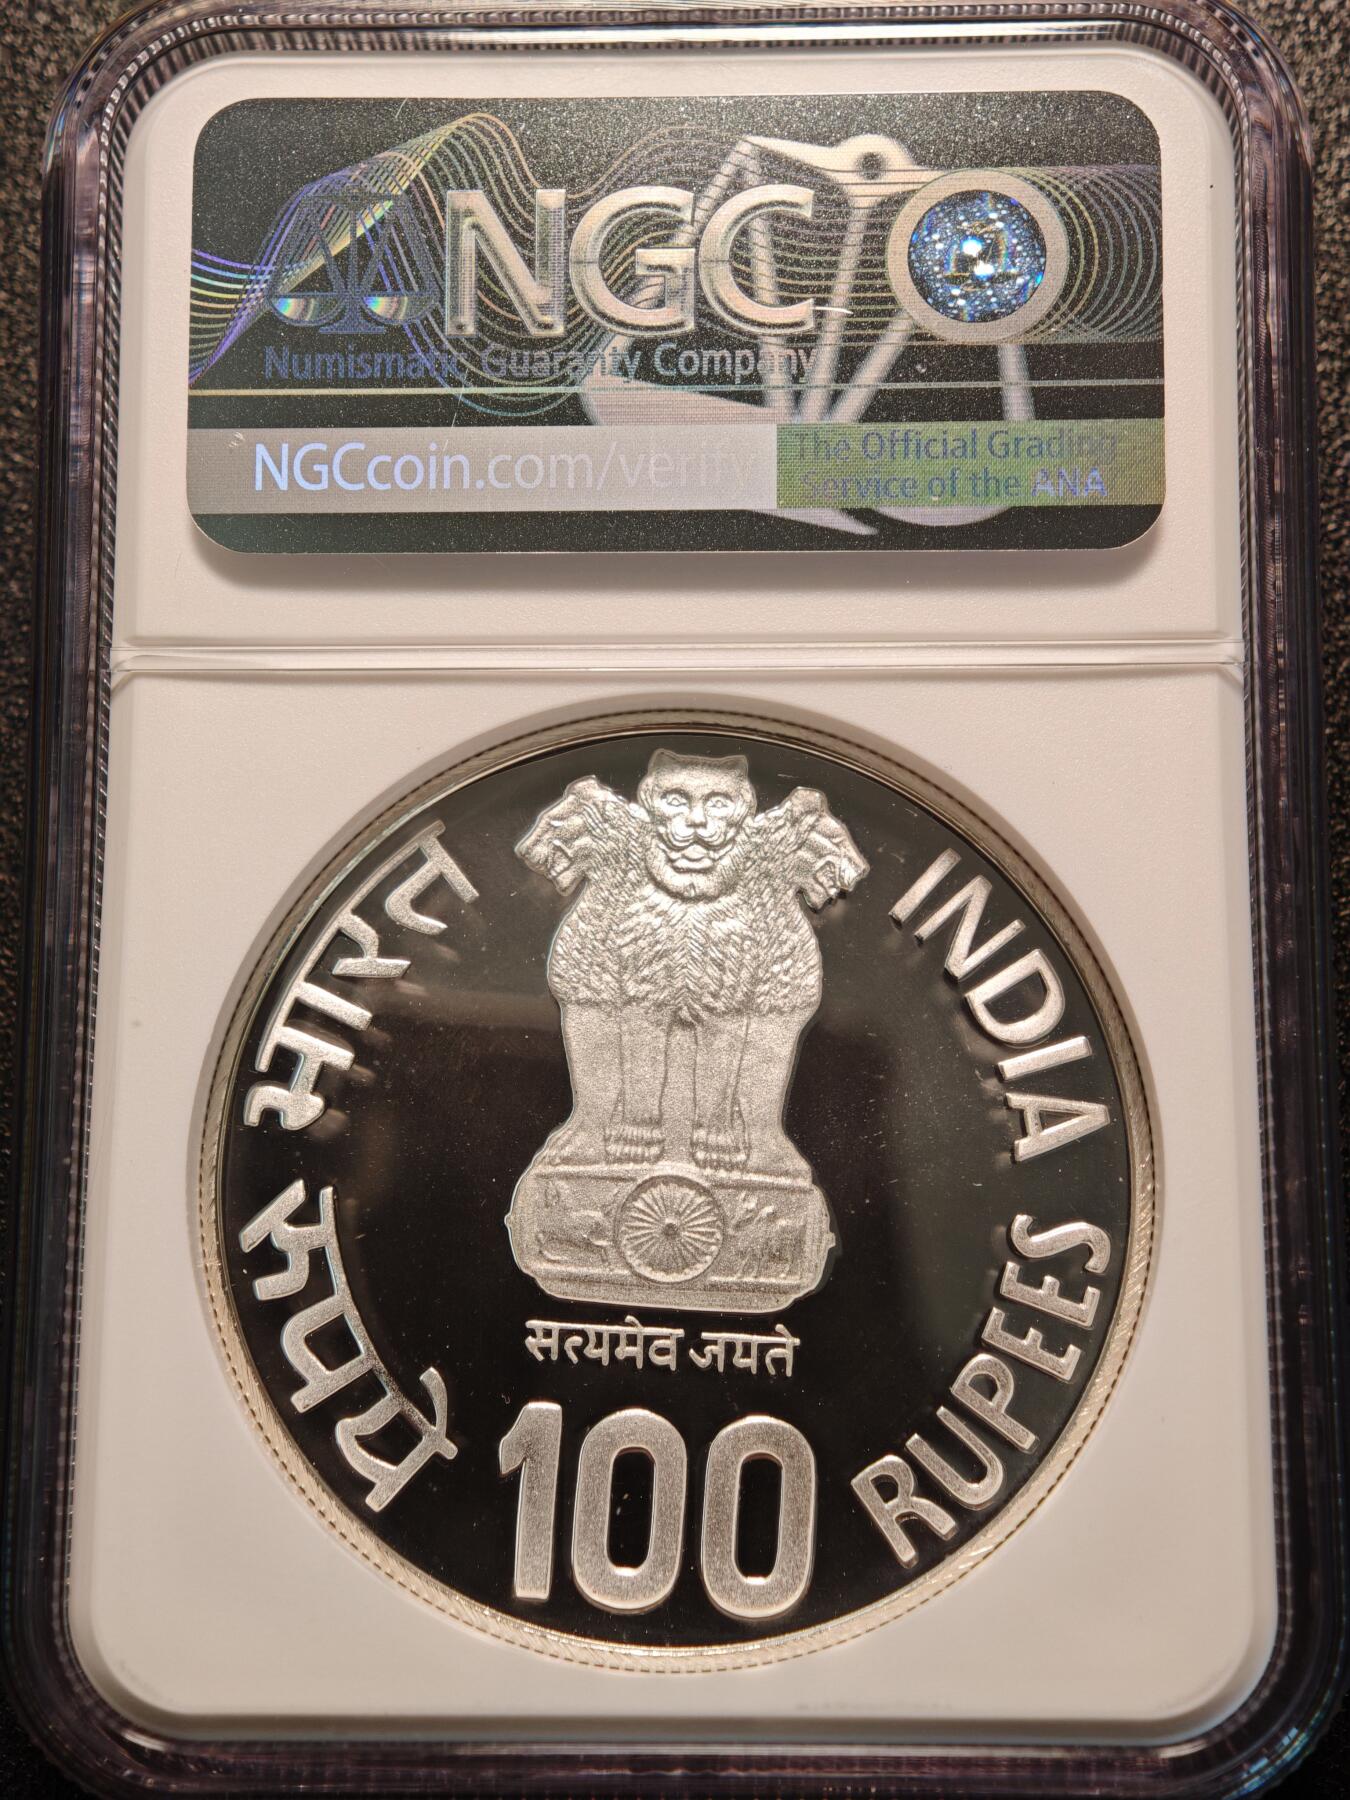 NGC
Numismatic Guaranty Company
NGCcoin.com/verify
The Official Grading
Service of the ANA
भारत
INDIA
रूपये
RUPEES
सत्यमेव जयते
100